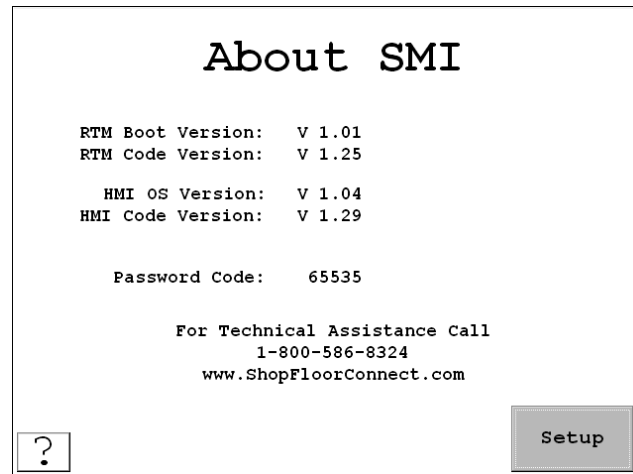 About SMI
RTM Boot Version: V 1.01
RTM Code Version: V 1.25
HMI OS Version: V 1.04
HMI Code Version: V 1.29
Password Code: 65535
For Technical Assistance Call
1-800-586-8324
www.ShopFloorConnect.com
?
Setup